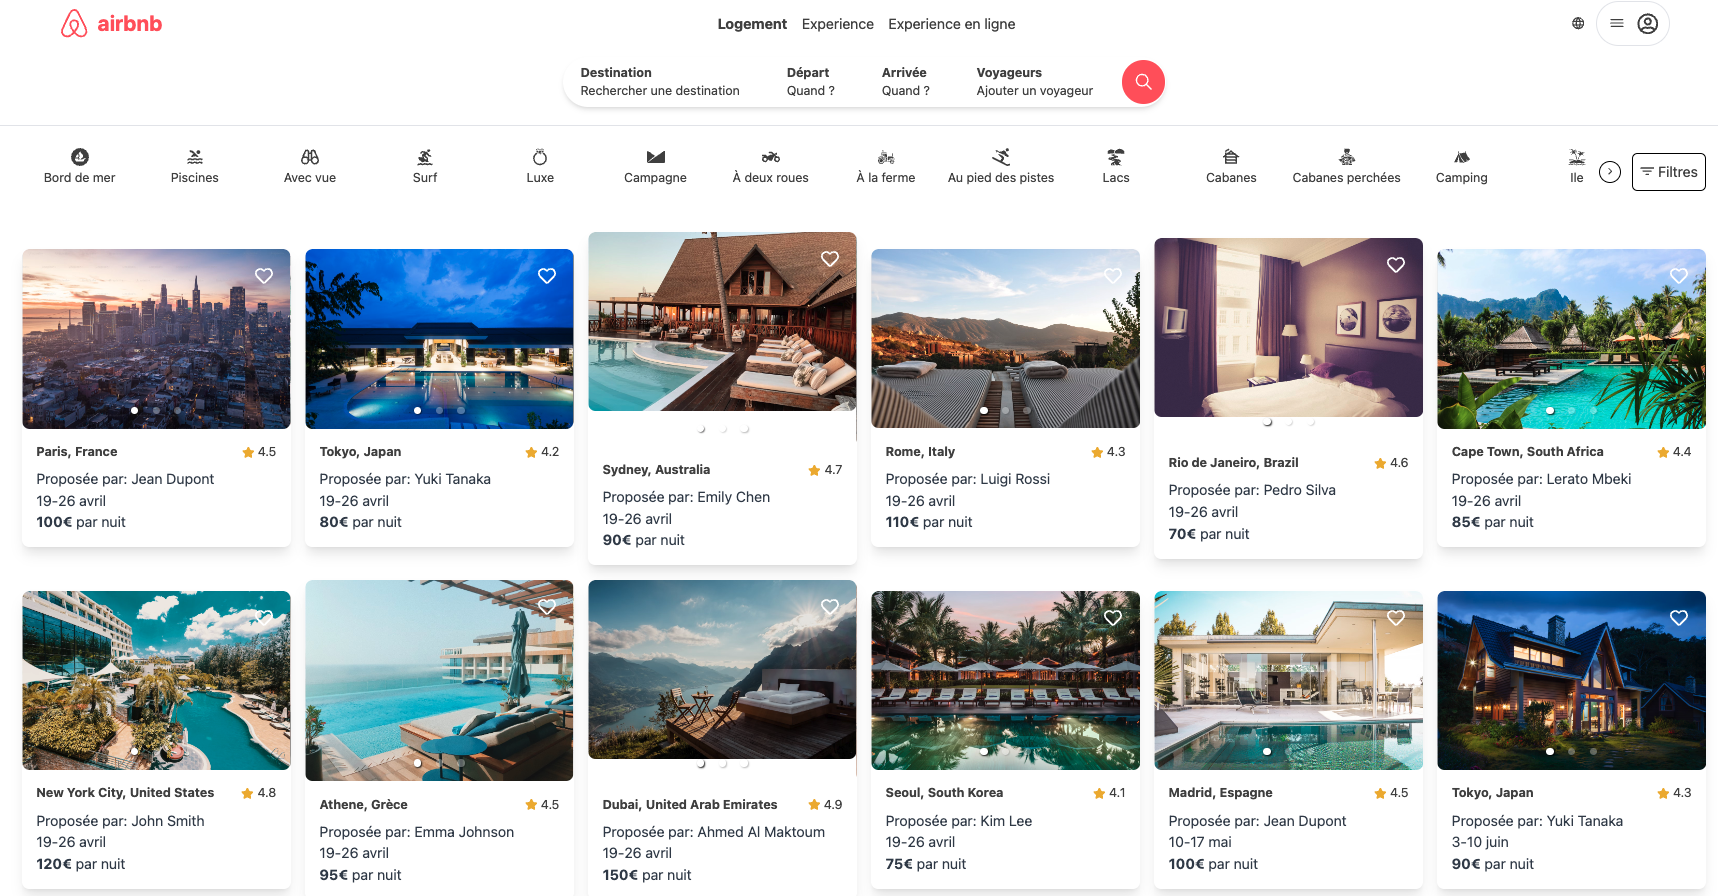 airbnb
Logement Experience Experience en ligne
Destination Départ Arrivée Voyageurs
Rechercher une destination Quand ? Quand ? Ajouter un voyageur
Bord de mer Piscines Avec vue Surf Luxe Campagne À deux roues À la ferme Au pied des pistes Lacs Cabanes Cabanes perchées Camping Ile Filtres
Paris, France 4.5
Proposée par: Jean Dupont
19-26 avril
100€ par nuit
Tokyo, Japan 4.2
Proposée par: Yuki Tanaka
19-26 avril
80€ par nuit
Sydney, Australia 4.7
Proposée par: Emily Chen
19-26 avril
90€ par nuit
Rome, Italy 4.3
Proposée par: Luigi Rossi
19-26 avril
110€ par nuit
Rio de Janeiro, Brazil 4.6
Proposée par: Pedro Silva
19-26 avril
70€ par nuit
Cape Town, South Africa 4.4
Proposée par: Lerato Mbeki
19-26 avril
85€ par nuit
New York City, United States 4.8
Proposée par: John Smith
19-26 avril
120€ par nuit
Athene, Grèce 4.5
Proposée par: Emma Johnson
19-26 avril
95€ par nuit
Dubai, United Arab Emirates 4.9
Proposée par: Ahmed Al Maktoum
19-26 avril
150€ par nuit
Seoul, South Korea 4.1
Proposée par: Kim Lee
19-26 avril
75€ par nuit
Madrid, Espagne 4.5
Proposée par: Jean Dupont
10-17 mai
100€ par nuit
Tokyo, Japan 4.3
Proposée par: Yuki Tanaka
3-10 juin
90€ par nuit